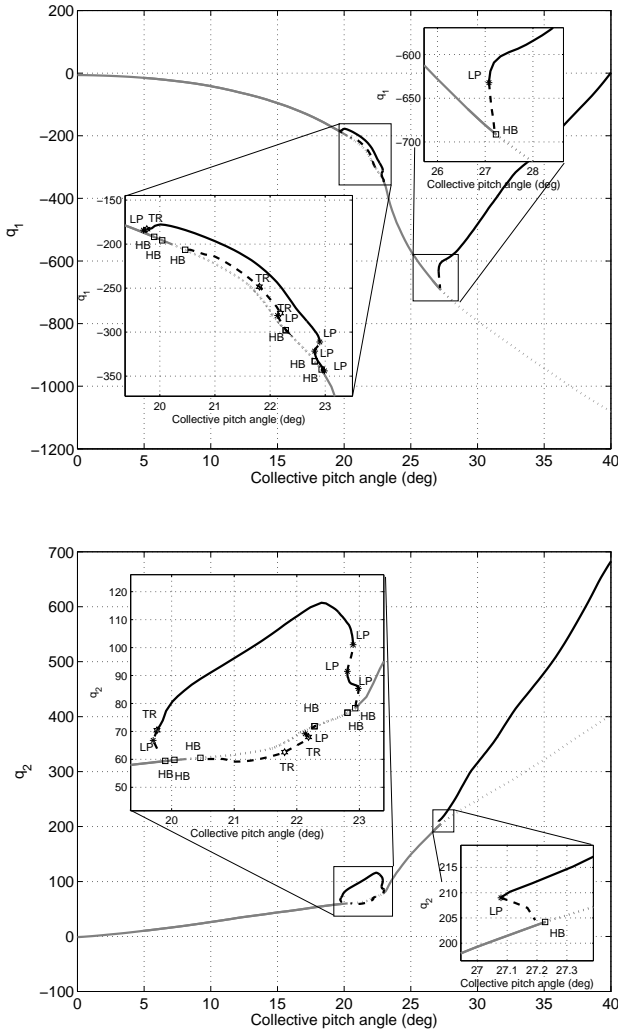 200
0
−200
−400
−600
−800
−1000
−1200
q1
0 5 10 15 20 25 30 35 40
Collective pitch angle (deg)
−600
−650
−700
q1
LP
HB
26 27 28
Collective pitch angle (deg)
−150
−200
−250
−300
−350
q1
LP TR
HB
HB
HB
TR
TR
LP
HB
LP
LP
HB
LP
HB
20 21 22 23
Collective pitch angle (deg)
700
600
500
400
300
200
100
0
−100
q2
0 5 10 15 20 25 30 35 40
Collective pitch angle (deg)
120
110
100
90
80
70
60
50
q2
LP
LP
LP
TR
HB
HB
HB
LP
LP
TR
HB
HB
HB
TR
20 21 22 23
Collective pitch angle (deg)
215
210
205
200
q2
LP
HB
27 27.1 27.2 27.3
Collective pitch angle (deg)